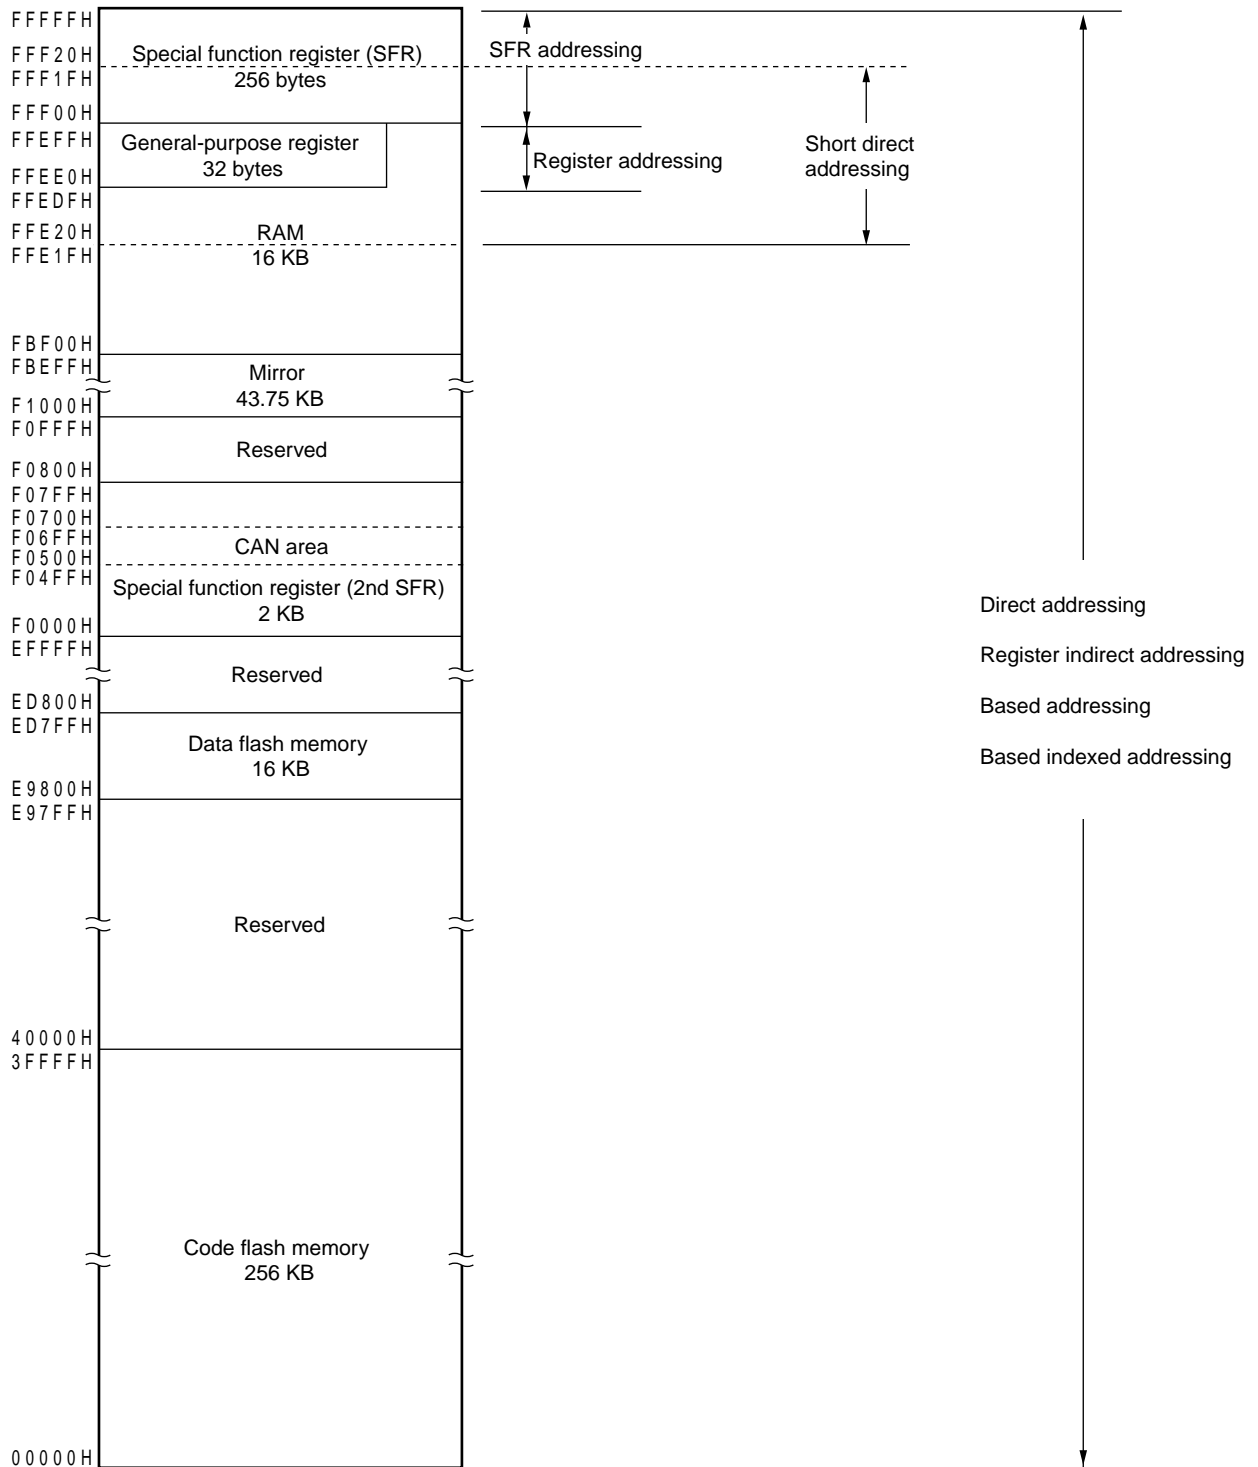 FFFFFH
FFF20H
FFF1FH
FFF00H
FFEFFH
FFEE0H
FFEDFH
FFE20H
FFE1FH
FBF00H
FBEFFH
F1000H
F0FFFH
F0800H
F07FFH
F0700H
F06FFH
F0500H
F04FFH
F0000H
EFFFFH
ED800H
ED7FFH
E9800H
E97FFH
40000H
3FFFFH
00000H
Special function register (SFR)
256 bytes
General-purpose register
32 bytes
RAM
16 KB
Mirror
43.75 KB
Reserved
CAN area
Special function register (2nd SFR)
2 KB
Reserved
Data flash memory
16 KB
Reserved
Code flash memory
256 KB
SFR addressing
Register addressing
Short direct
addressing
Direct addressing
Register indirect addressing
Based addressing
Based indexed addressing